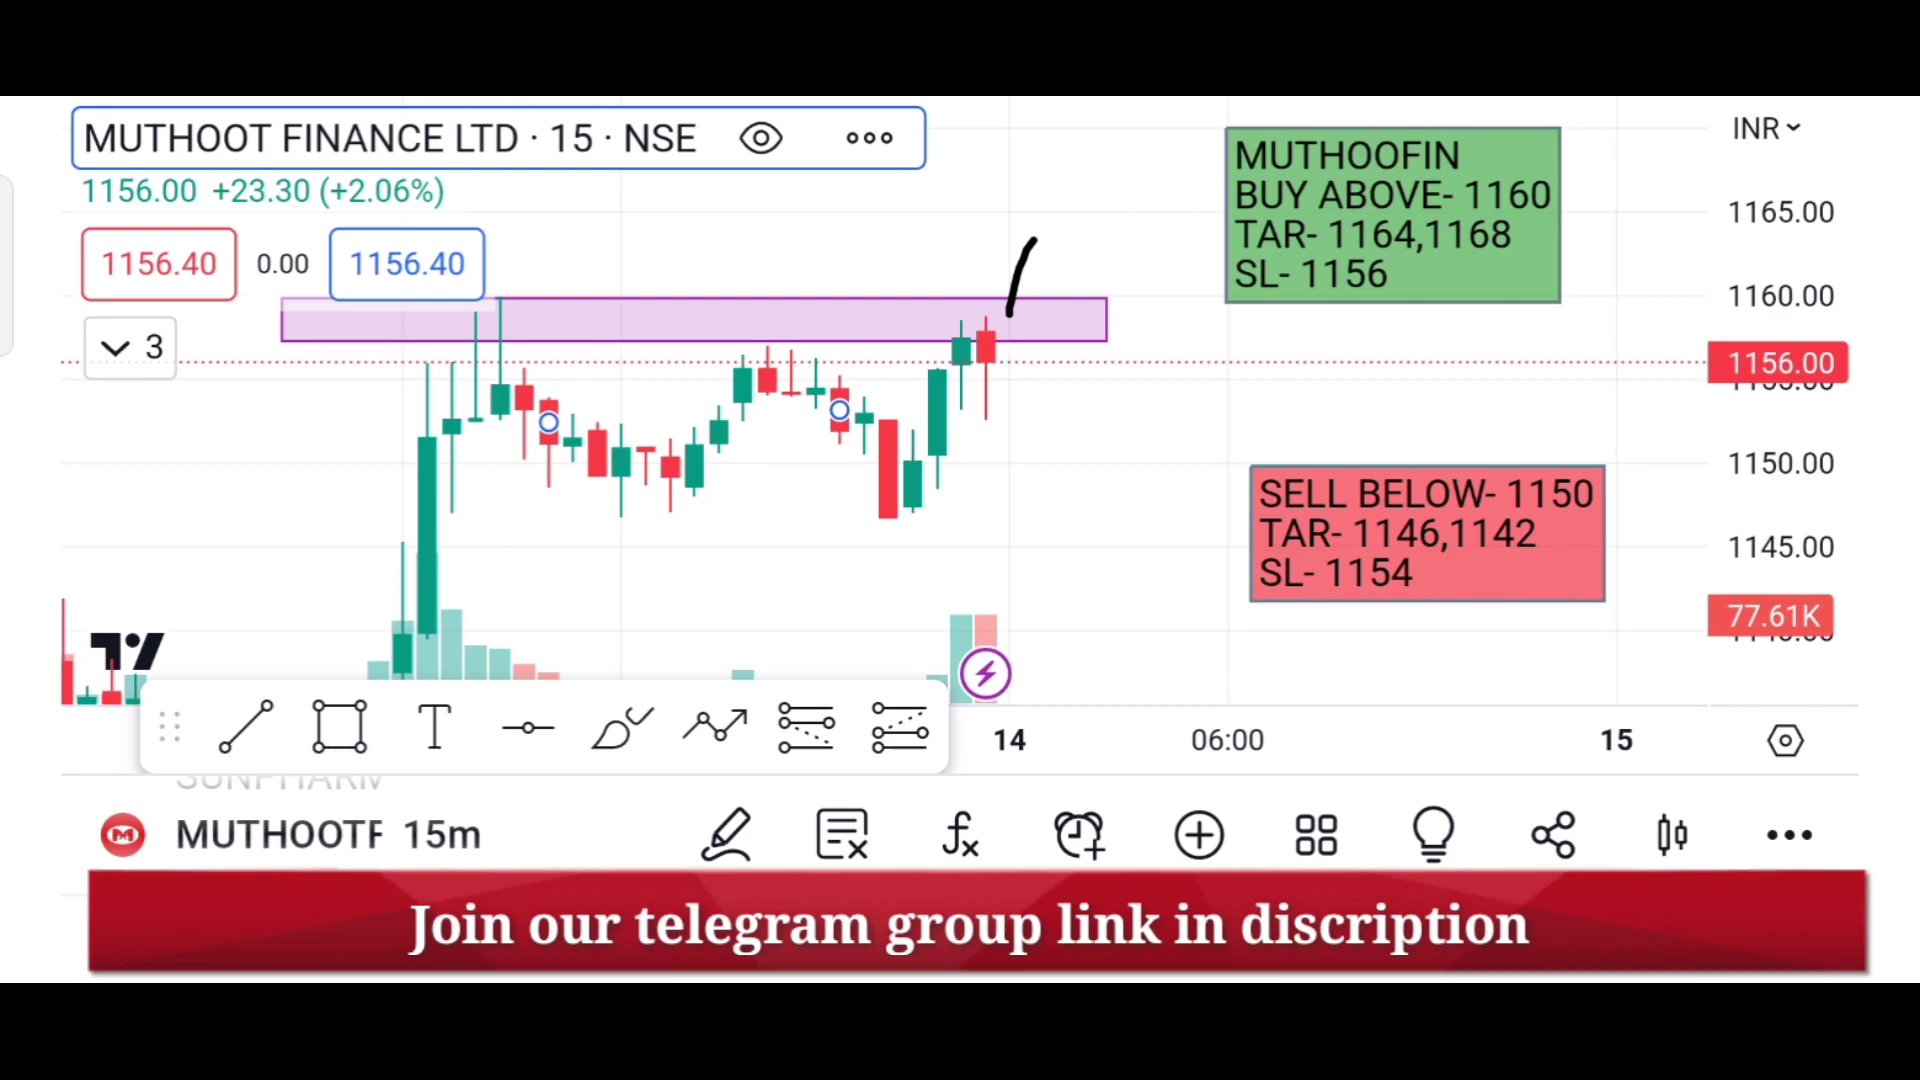 MUTHOOT FINANCE LTD · 15 · NSE
1156.00 +23.30 (+2.06%)
1156.40 0.00 1156.40
3
MUTHOOFIN
BUY ABOVE- 1160
TAR- 1164,1168
SL- 1156
SELL BELOW- 1150
TAR- 1146,1142
SL- 1154
INR
1165.00
1160.00
1156.00
1150.00
1145.00
77.61K
14 06:00 15
SUNPHARM
MUTHOOTF 15m
Join our telegram group link in discription